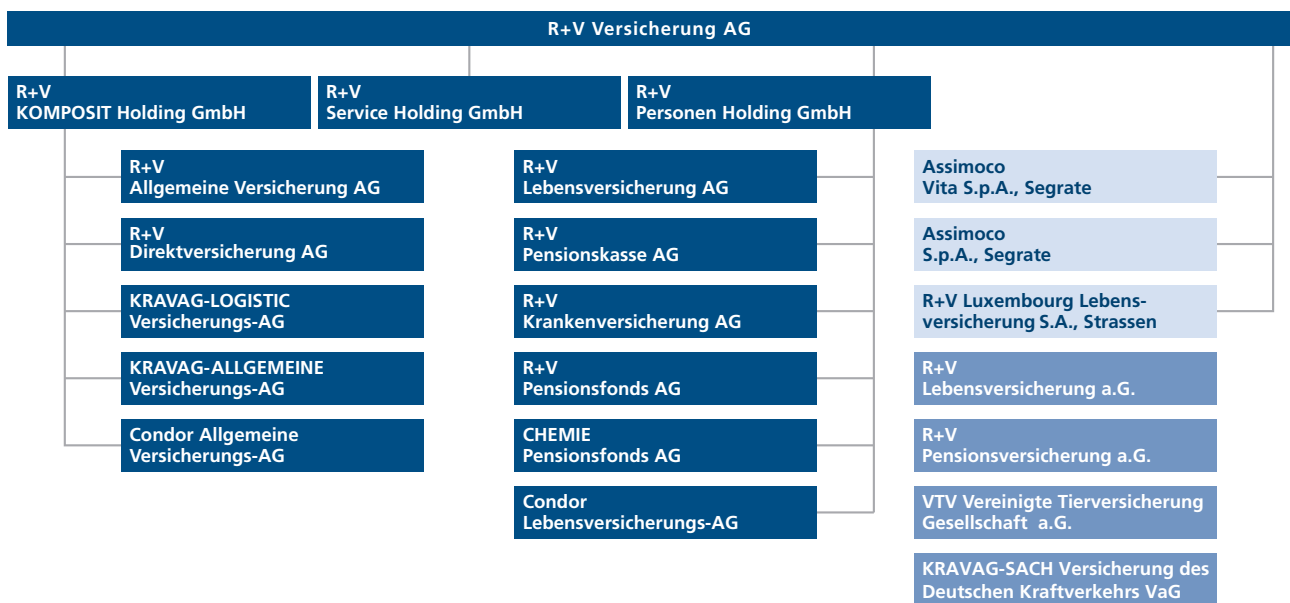 R+V Versicherung AG
R+V
KOMPOSIT Holding GmbH
R+V
Service Holding GmbH
R+V
Personen Holding GmbH
R+V
Allgemeine Versicherung AG
R+V
Direktversicherung AG
KRAVAG-LOGISTIC
Versicherungs-AG
KRAVAG-ALLGEMEINE
Versicherungs-AG
Condor Allgemeine
Versicherungs-AG
R+V
Lebensversicherung AG
R+V
Pensionskasse AG
R+V
Krankenversicherung AG
R+V
Pensionsfonds AG
CHEMIE
Pensionsfonds AG
Condor
Lebensversicherungs-AG
Assimoco
Vita S.p.A., Segrate
Assimoco
S.p.A., Segrate
R+V Luxembourg Lebens-
versicherung S.A., Strassen
R+V
Lebensversicherung a.G.
R+V
Pensionsversicherung a.G.
VTV Vereinigte Tierversicherung
Gesellschaft a.G.
KRAVAG-SACH Versicherung des
Deutschen Kraftverkehrs VaG